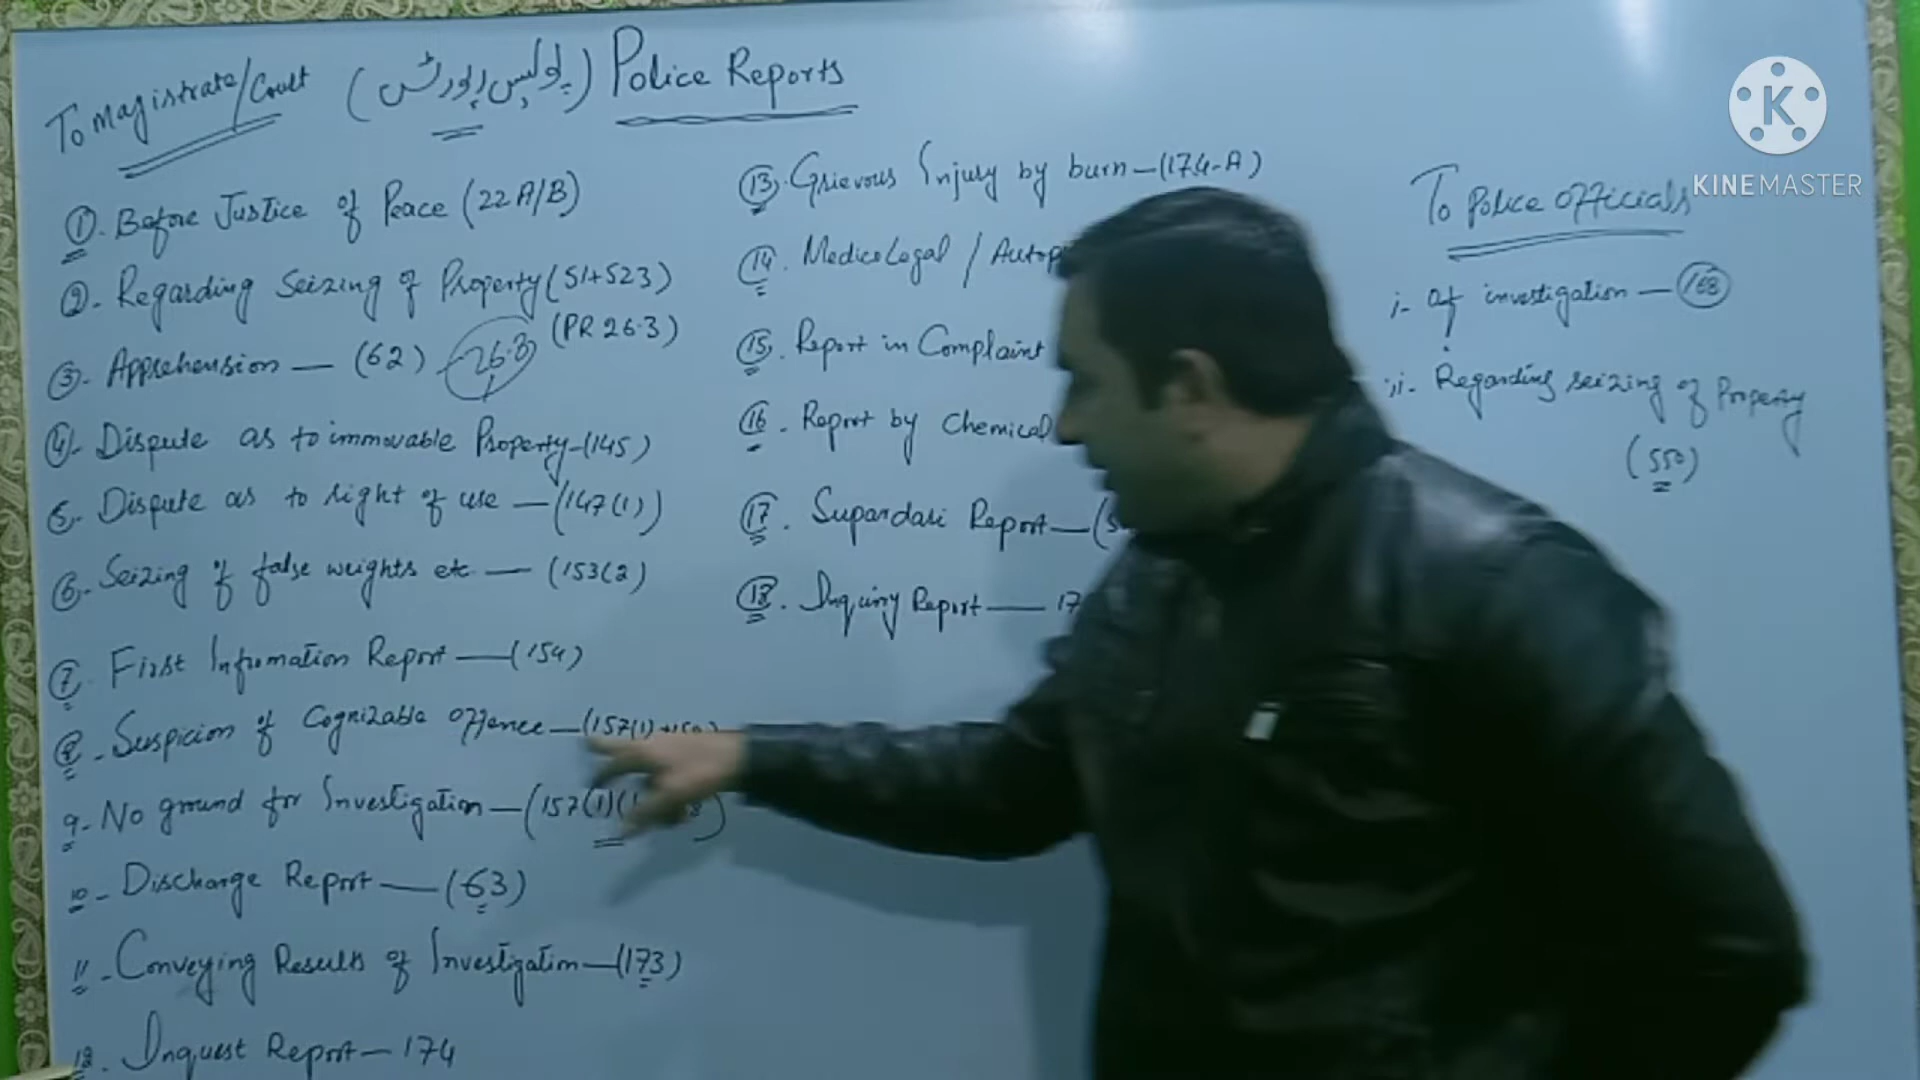 To Magistrate/Court (پولیس رپورٹس) Police Reports
① Before Justice of Peace (22 A/B)
② Regarding Seizing of Property (51+523)
(PR 26.3)
③ Apprehension — (62) 26.3
④ Dispute as to immovable Property-(145)
⑤ Dispute as to right of use — (147(1))
⑥ Seizing of false weights etc — (153(2)
⑦ First Infromation Report — (154)
⑧ Suspicion of Cognizable offence — (157(1)
9- No ground for Investigation — (157(1)(
10- Discharge Report — (63)
11- Conveying Results of Investigation — (173)
12. Inquest Report — 174
⑬ Grievous Injury by burn — (174-A)
⑭. Medicolegal /
⑮. Report in Complaint
⑯. Report by Chemical
⑰. Supardari Report — (
⑱. Inquiry Report — 17
To Police officials
i- of investigation — (168)
ii- Regarding seizing of Property
(550)
K
KINEMASTER